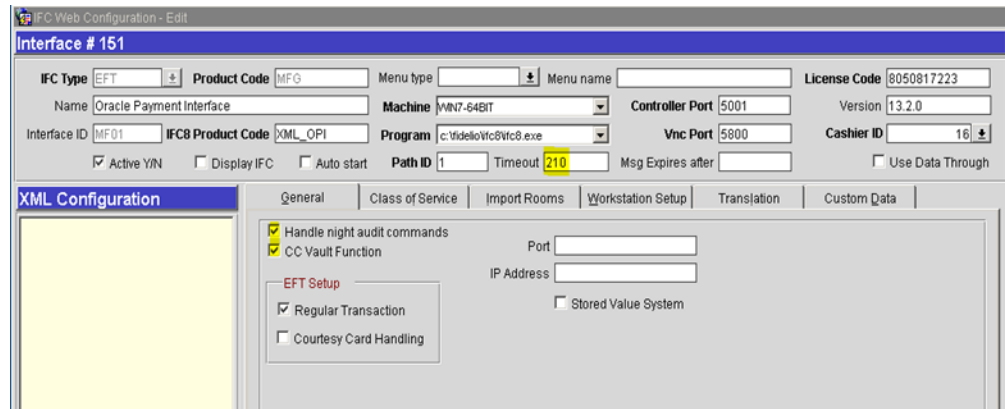 IFC Web Configuration - Edit
Interface # 151
IFC Type EFT Product Code MFG Menu type Menu name License Code 8050817223
Name Oracle Payment Interface Machine WIN7-64BIT Controller Port 5001 Version 13.2.0
Interface ID MF01 IFC8 Product Code XML_OPI Program c:\fidelio\ifc8\ifc8.exe Vnc Port 5800 Cashier ID 16
Active Y/N Display IFC Auto start Path ID 1 Timeout 210 Msg Expires after Use Data Through
XML Configuration General Class of Service Import Rooms Workstation Setup Translation Custom Data
Handle night audit commands
CC Vault Function Port
IP Address
EFT Setup
Regular Transaction Stored Value System
Courtesy Card Handling